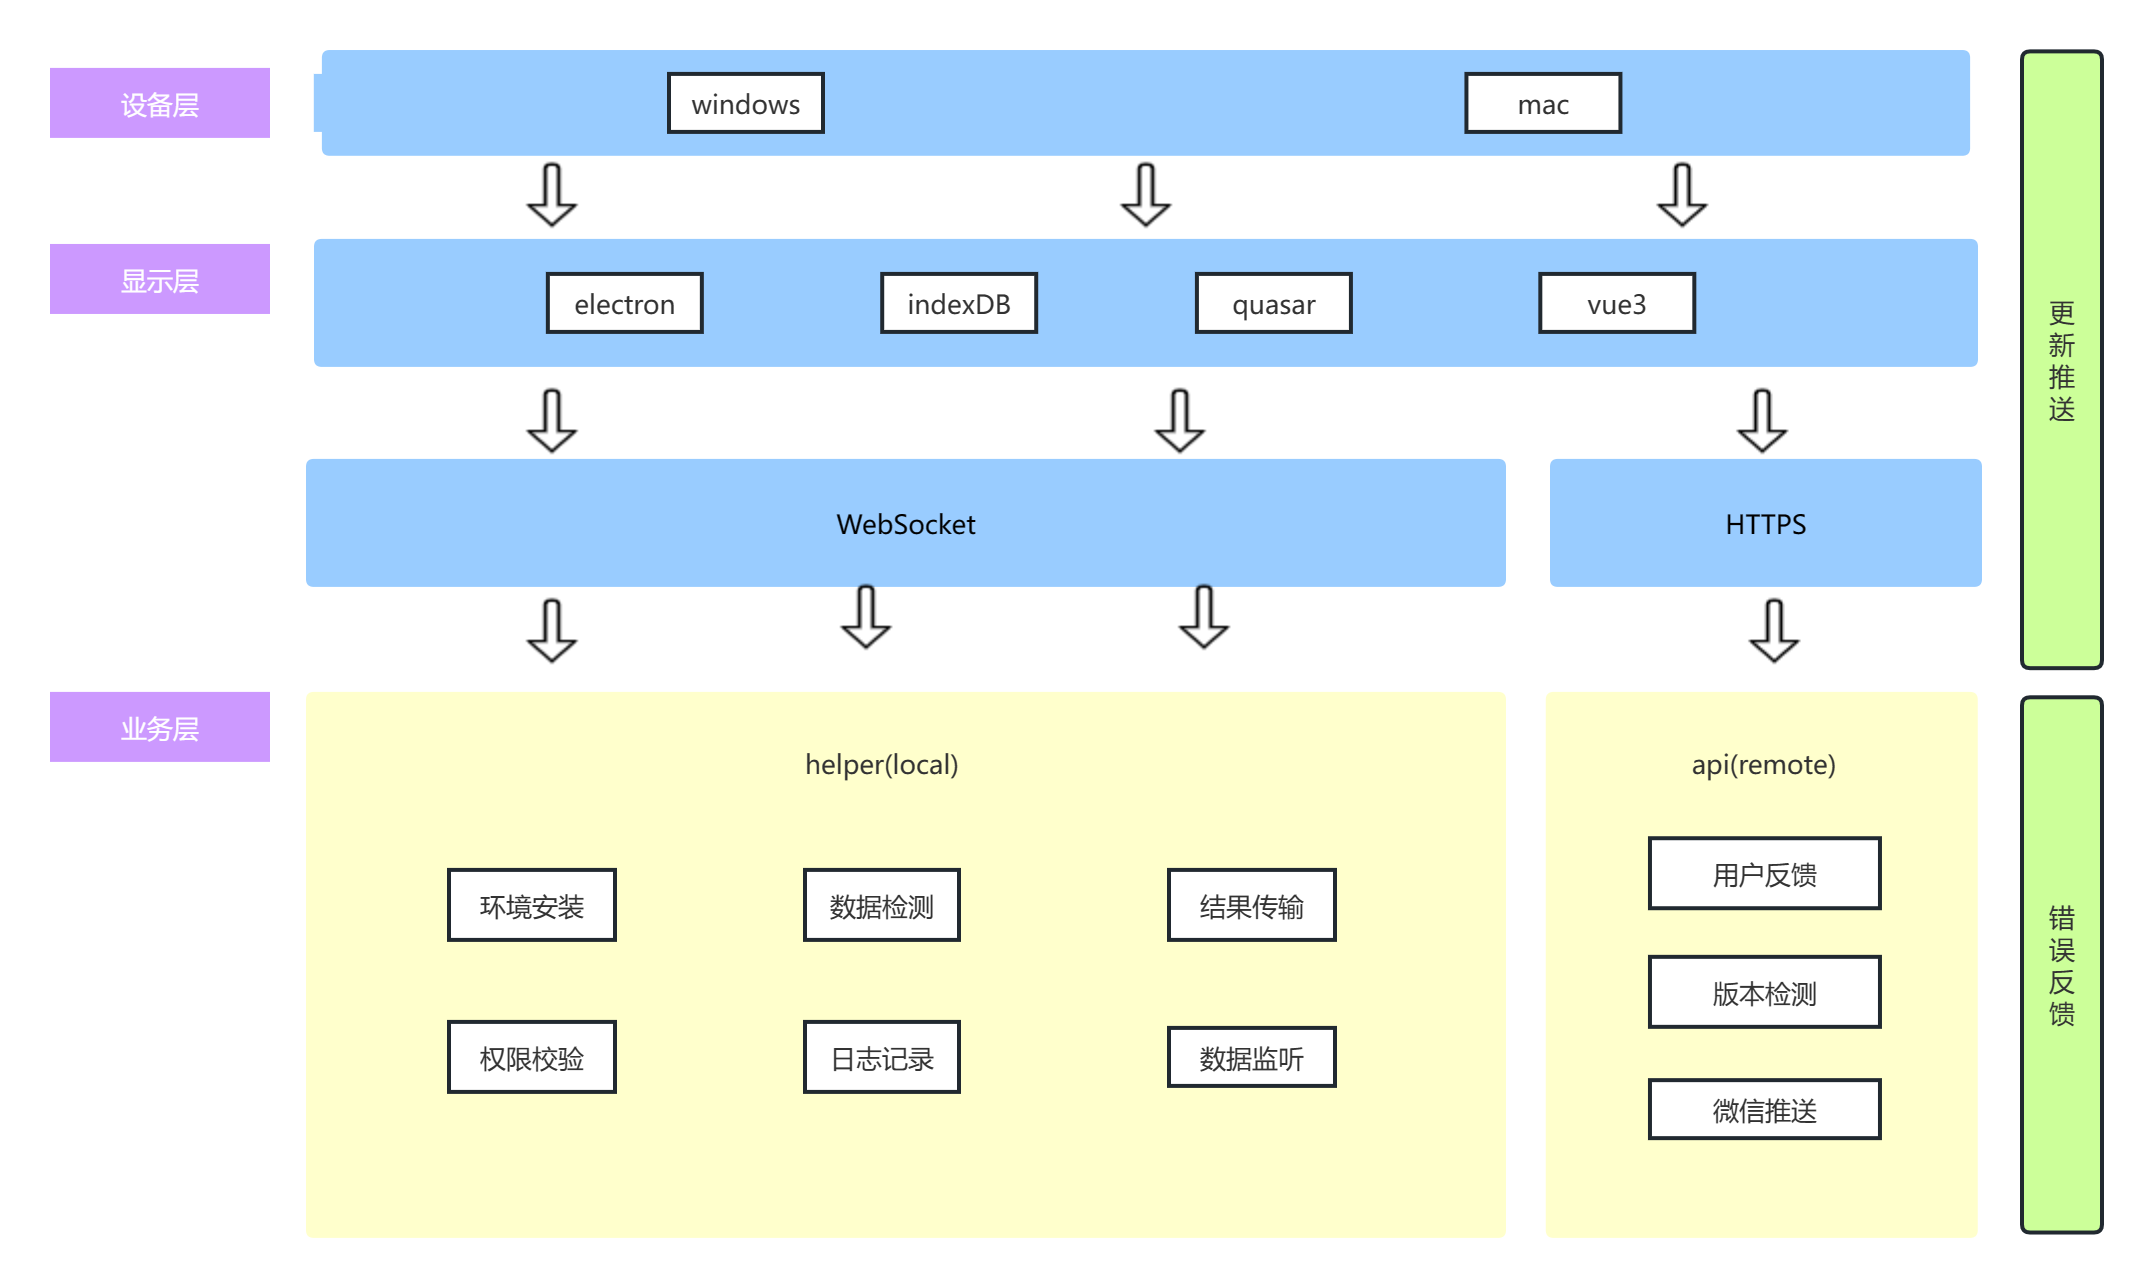 设备层
windows
mac
显示层
electron
indexDB
quasar
vue3
WebSocket
HTTPS
业务层
helper(local)
环境安装
数据检测
结果传输
权限校验
日志记录
数据监听
api(remote)
用户反馈
版本检测
微信推送
更新推送
错误反馈